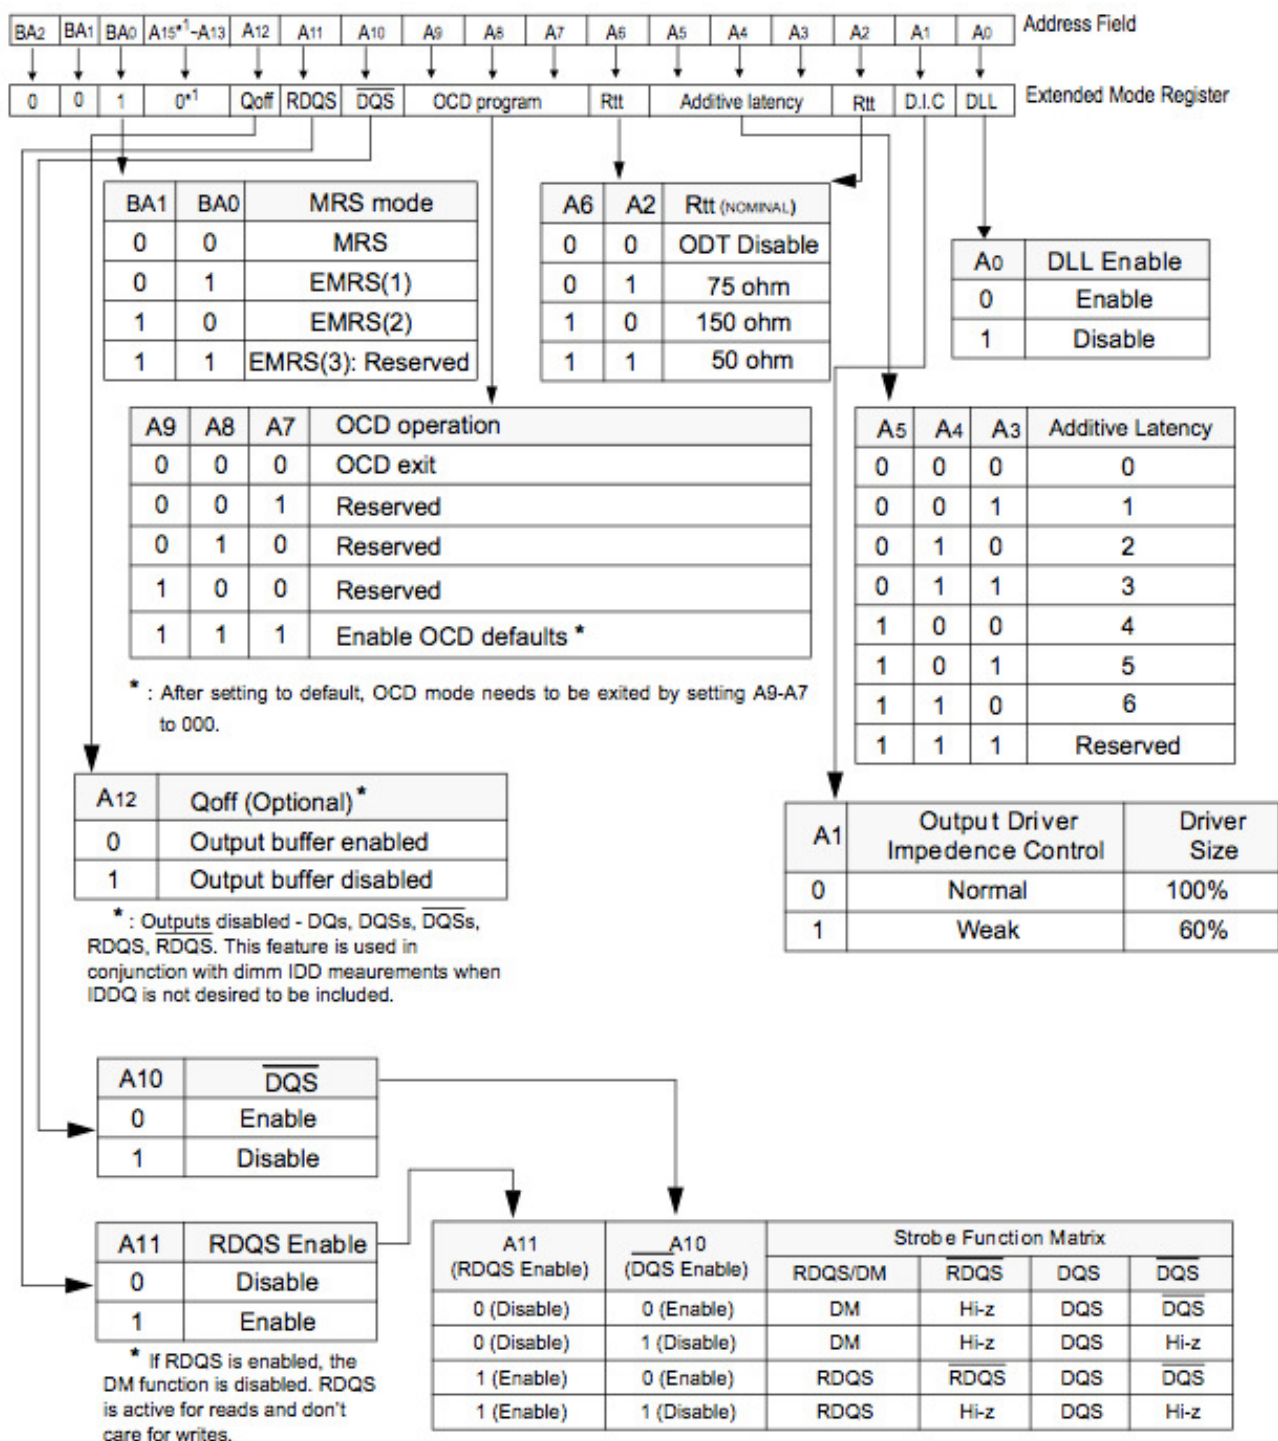 BA2 BA1 BA0 A15*1~A13 A12 A11 A10 A9 A8 A7 A6 A5 A4 A3 A2 A1 A0 Address Field
0 0 1 0*1 Qoff RDQS D̅Q̅S̅ OCD program Rtt Additive latency Rtt D.I.C DLL Extended Mode Register
BA1 BA0 MRS mode
0 0 MRS
0 1 EMRS(1)
1 0 EMRS(2)
1 1 EMRS(3): Reserved
A6 A2 Rtt (NOMINAL)
0 0 ODT Disable
0 1 75 ohm
1 0 150 ohm
1 1 50 ohm
A0 DLL Enable
0 Enable
1 Disable
A9 A8 A7 OCD operation
0 0 0 OCD exit
0 0 1 Reserved
0 1 0 Reserved
1 0 0 Reserved
1 1 1 Enable OCD defaults *
* : After setting to default, OCD mode needs to be exited by setting A9-A7
to 000.
A5 A4 A3 Additive Latency
0 0 0 0
0 0 1 1
0 1 0 2
0 1 1 3
1 0 0 4
1 0 1 5
1 1 0 6
1 1 1 Reserved
A12 Qoff (Optional) *
0 Output buffer enabled
1 Output buffer disabled
* : Outputs disabled - DQs, DQSs, D̅Q̅S̅s,
RDQS, R̅D̅Q̅S̅. This feature is used in
conjunction with dimm IDD meaurements when
IDDQ is not desired to be included.
A1 Output Driver Impedence Control Driver Size
0 Normal 100%
1 Weak 60%
A10 D̅Q̅S̅
0 Enable
1 Disable
A11 RDQS Enable
0 Disable
1 Enable
* If RDQS is enabled, the
DM function is disabled. RDQS
is active for reads and don't
care for writes.
A11 (RDQS Enable) A10 (D̅Q̅S̅ Enable) Strobe Function Matrix
RDQS/DM R̅D̅Q̅S̅ DQS D̅Q̅S̅
0 (Disable) 0 (Enable) DM Hi-z DQS D̅Q̅S̅
0 (Disable) 1 (Disable) DM Hi-z DQS Hi-z
1 (Enable) 0 (Enable) RDQS R̅D̅Q̅S̅ DQS D̅Q̅S̅
1 (Enable) 1 (Disable) RDQS Hi-z DQS Hi-z